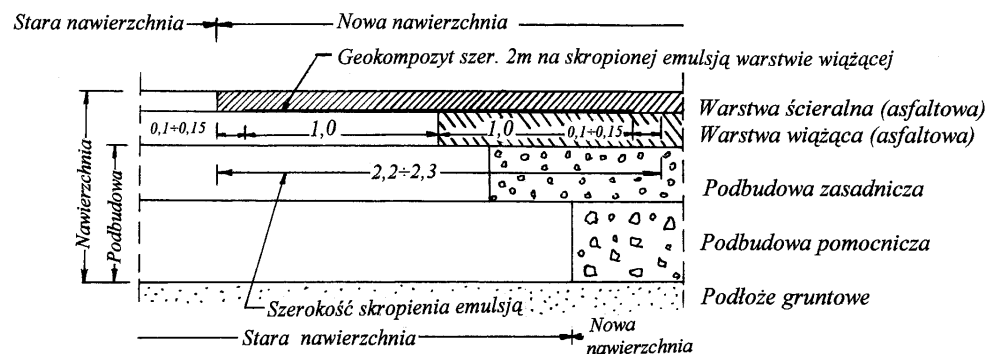 Stara nawierzchnia
Nowa nawierzchnia
Geokompozyt szer. 2m na skropionej emulsją warstwie wiążącej
Warstwa ścieralna (asfaltowa)
0,1÷0,15
1,0
1,0
0,1÷0,15
Warstwa wiążąca (asfaltowa)
Nawierzchnia
Podbudowa
2,2÷2,3
Podbudowa zasadnicza
Podbudowa pomocnicza
Szerokość skropienia emulsją
Podłoże gruntowe
Stara nawierzchnia
Nowa
nawierzchnia